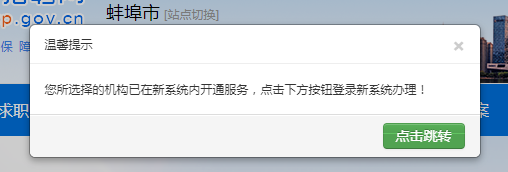 蚌埠市 [站点切换]
p.gov.cn
保 障
温馨提示 ×
您所选择的机构已在新系统内开通服务，点击下方按钮登录新系统办理！
求职
案
点击跳转